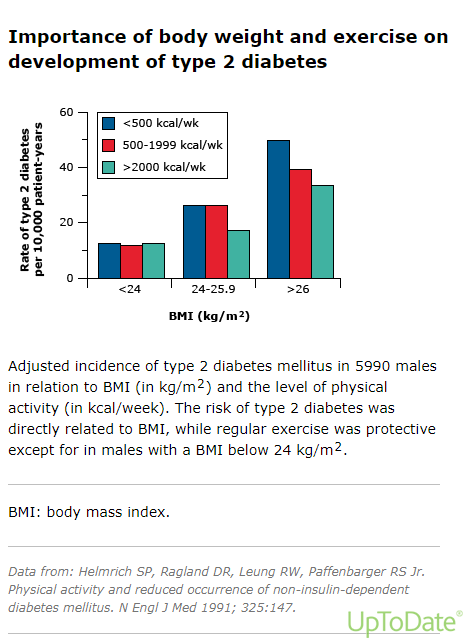 Importance of body weight and exercise on
development of type 2 diabetes
Rate of type 2 diabetes
per 10,000 patient-years
60
40
20
0
<500 kcal/wk
500-1999 kcal/wk
>2000 kcal/wk
<24
24-25.9
>26
BMI (kg/m²)
Adjusted incidence of type 2 diabetes mellitus in 5990 males
in relation to BMI (in kg/m²) and the level of physical
activity (in kcal/week). The risk of type 2 diabetes was
directly related to BMI, while regular exercise was protective
except for in males with a BMI below 24 kg/m².
BMI: body mass index.
Data from: Helmrich SP, Ragland DR, Leung RW, Paffenbarger RS Jr.
Physical activity and reduced occurrence of non-insulin-dependent
diabetes mellitus. N Engl J Med 1991; 325:147.
UpToDate®